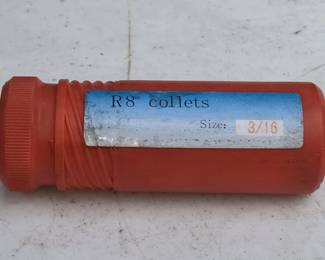 R8 collets
Size: 3/16